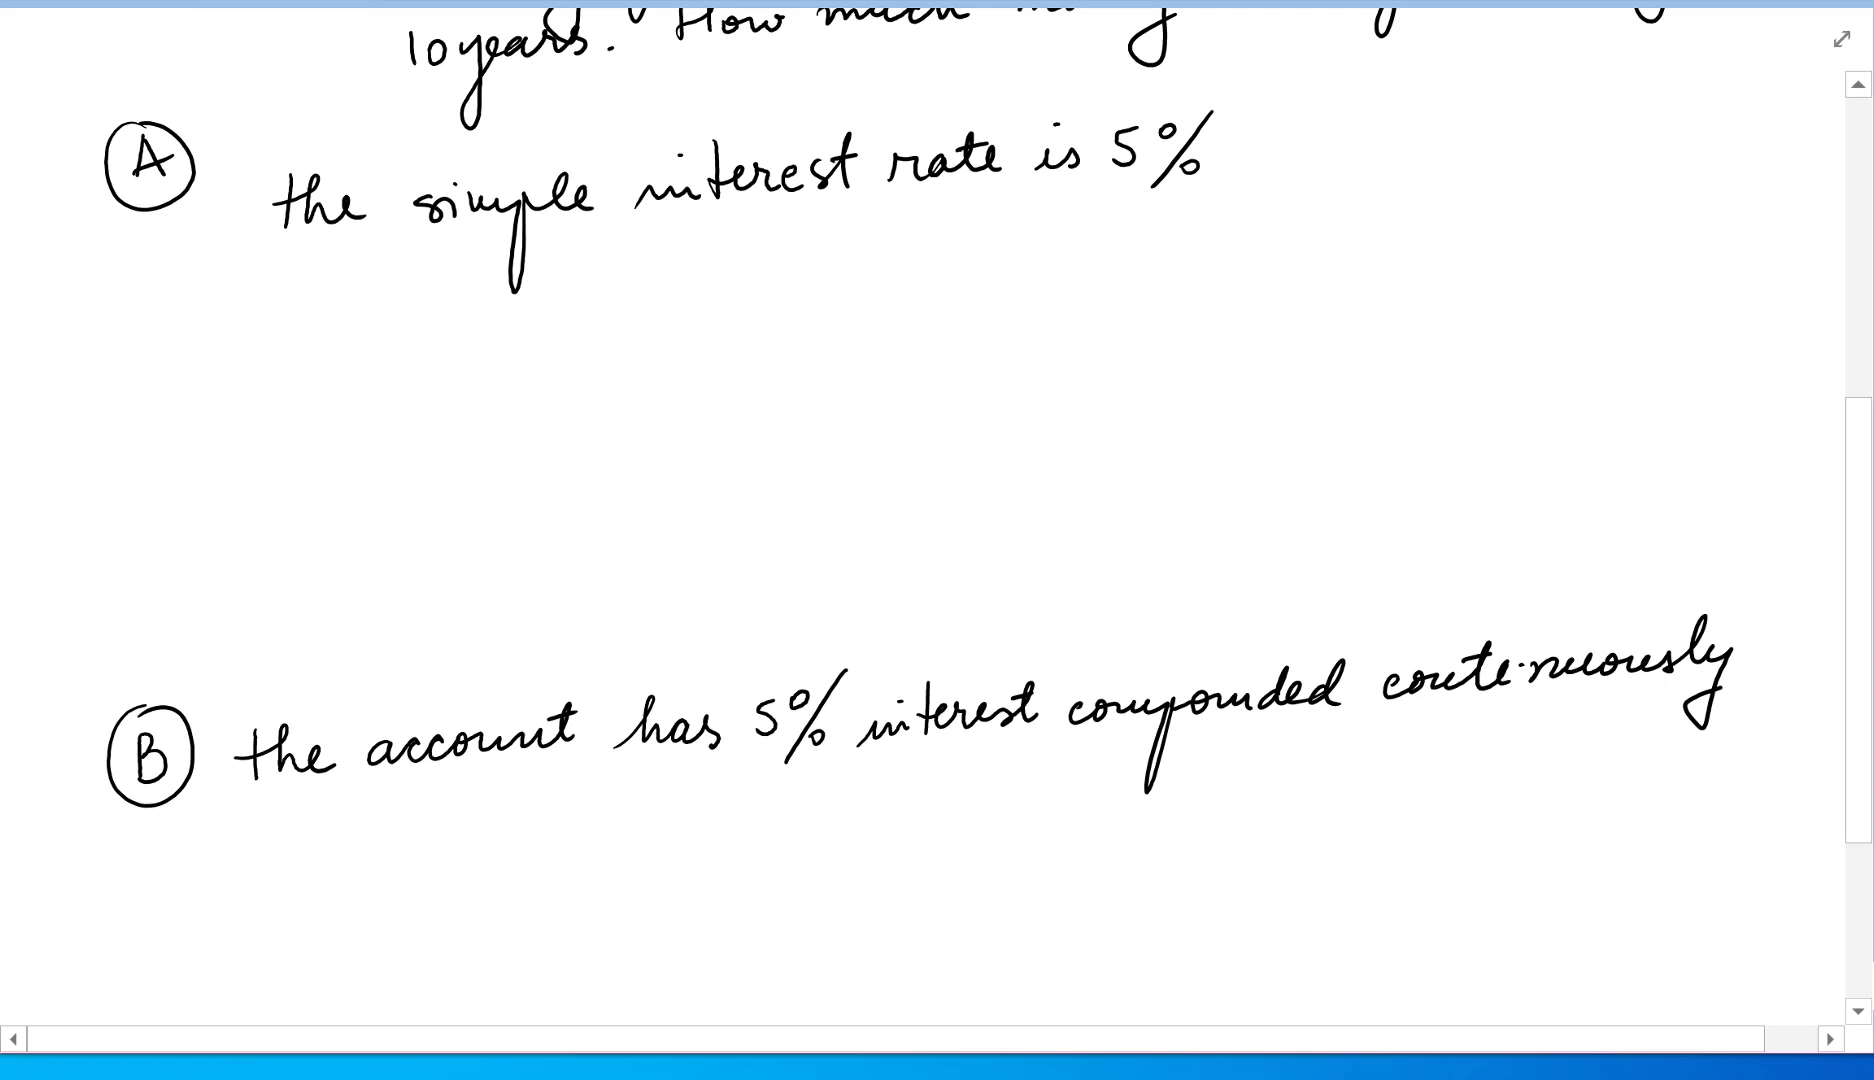 10 years. How much
A the simple interest rate is 5%
B the account has 5% interest compounded continuously